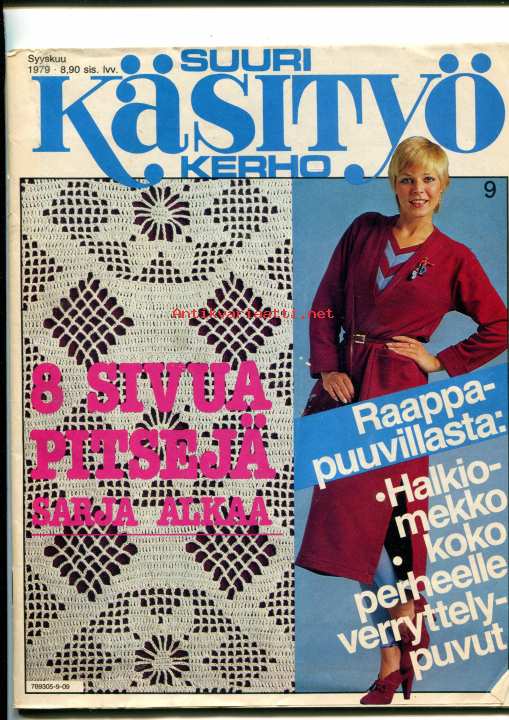 Syyskuu
1979 · 8,90 sis. lvv.
SUURI
KÄSITYÖ
KERHO
9
Antikvariaatti.net
8 SIVUA
PITSEJÄ
SARJA ALKAA
Raappa-
puuvillasta:
•Halkio-
mekko
• koko
perheelle
verryttely-
puvut
789305-9-09